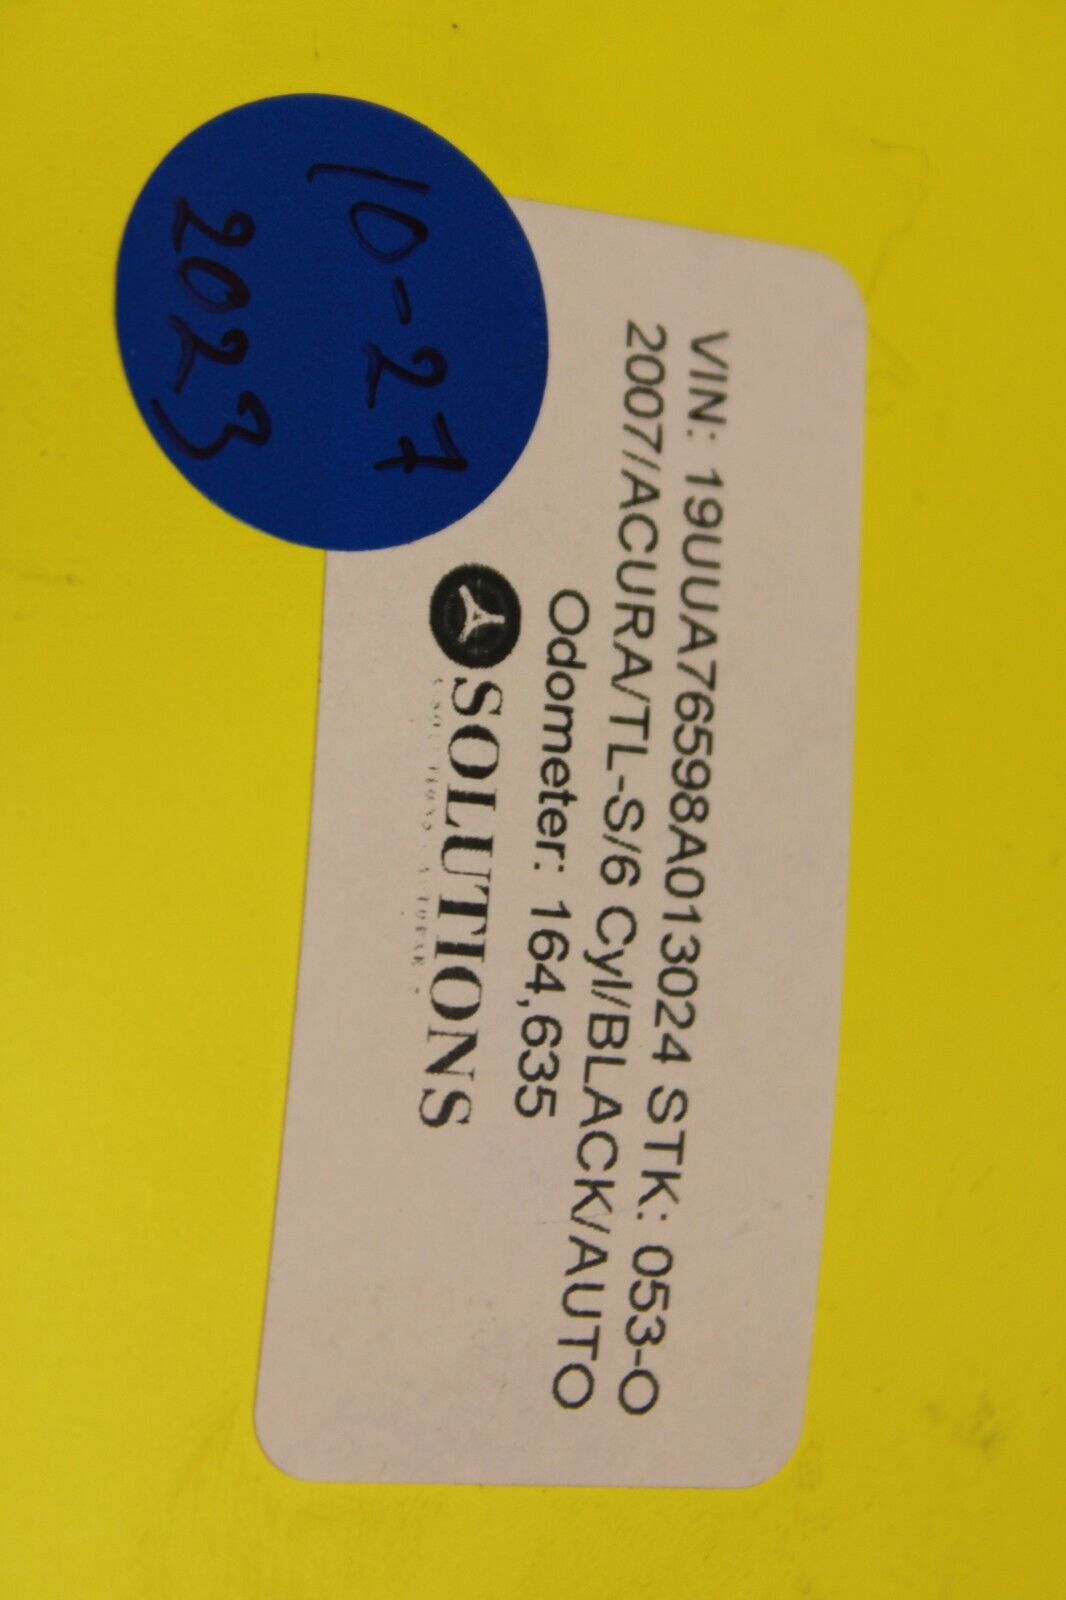 10-27
2023
VIN: 19UUA76598A013024 STK: 053-O
2007/ACURA/TL-S/6 Cyl/BLACK/AUTO
Odometer: 164,635
SOLUTIONS